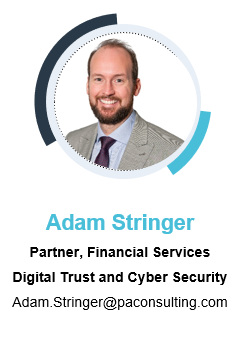 Adam Stringer
Partner, Financial Services
Digital Trust and Cyber Security
Adam.Stringer@paconsulting.com